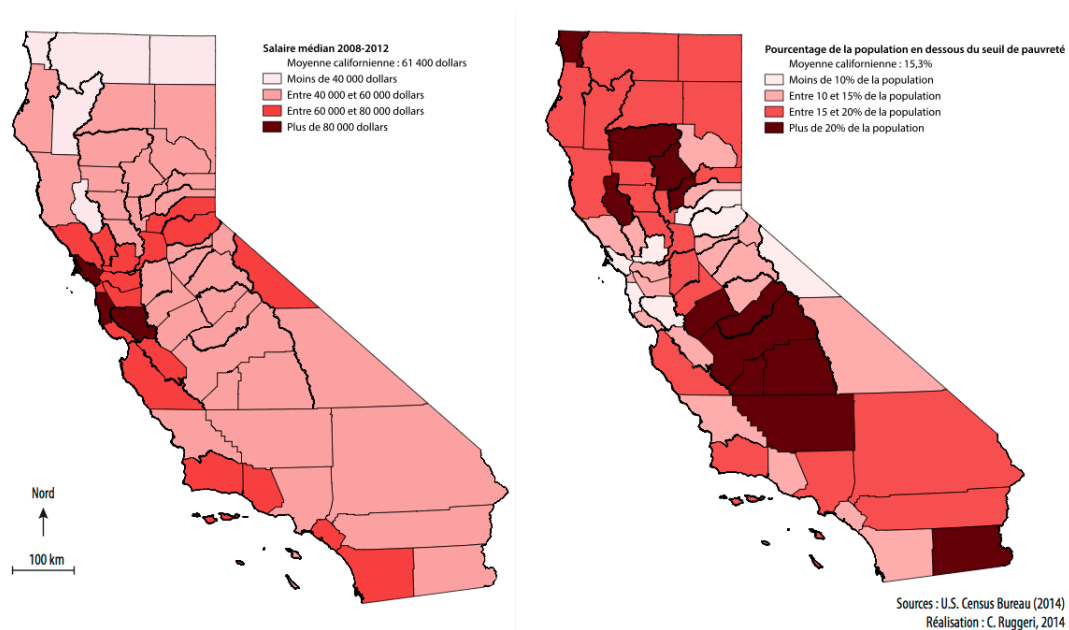 Salaire médian 2008-2012
Moyenne californienne : 61 400 dollars
Moins de 40 000 dollars
Entre 40 000 et 60 000 dollars
Entre 60 000 et 80 000 dollars
Plus de 80 000 dollars
Nord
100 km
Pourcentage de la population en dessous du seuil de pauvreté
Moyenne californienne : 15,3%
Moins de 10% de la population
Entre 10 et 15% de la population
Entre 15 et 20% de la population
Plus de 20% de la population
Sources : U.S. Census Bureau (2014)
Réalisation : C. Ruggeri, 2014